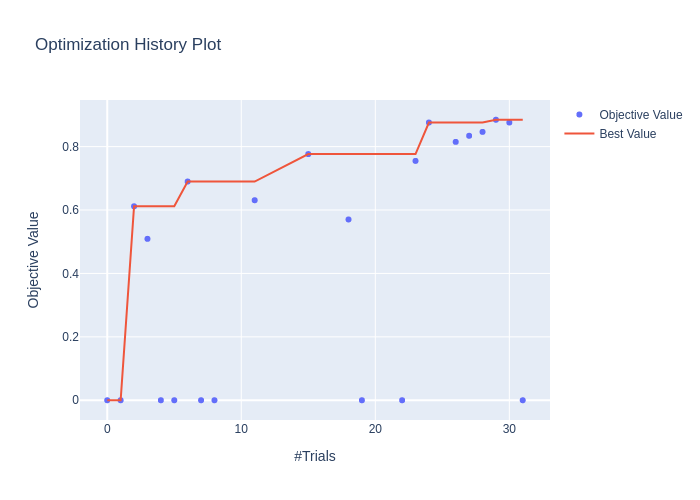 Optimization History Plot
Objective Value
Best Value
0.8
0.6
0.4
0.2
0
0
10
20
30
#Trials
Objective Value